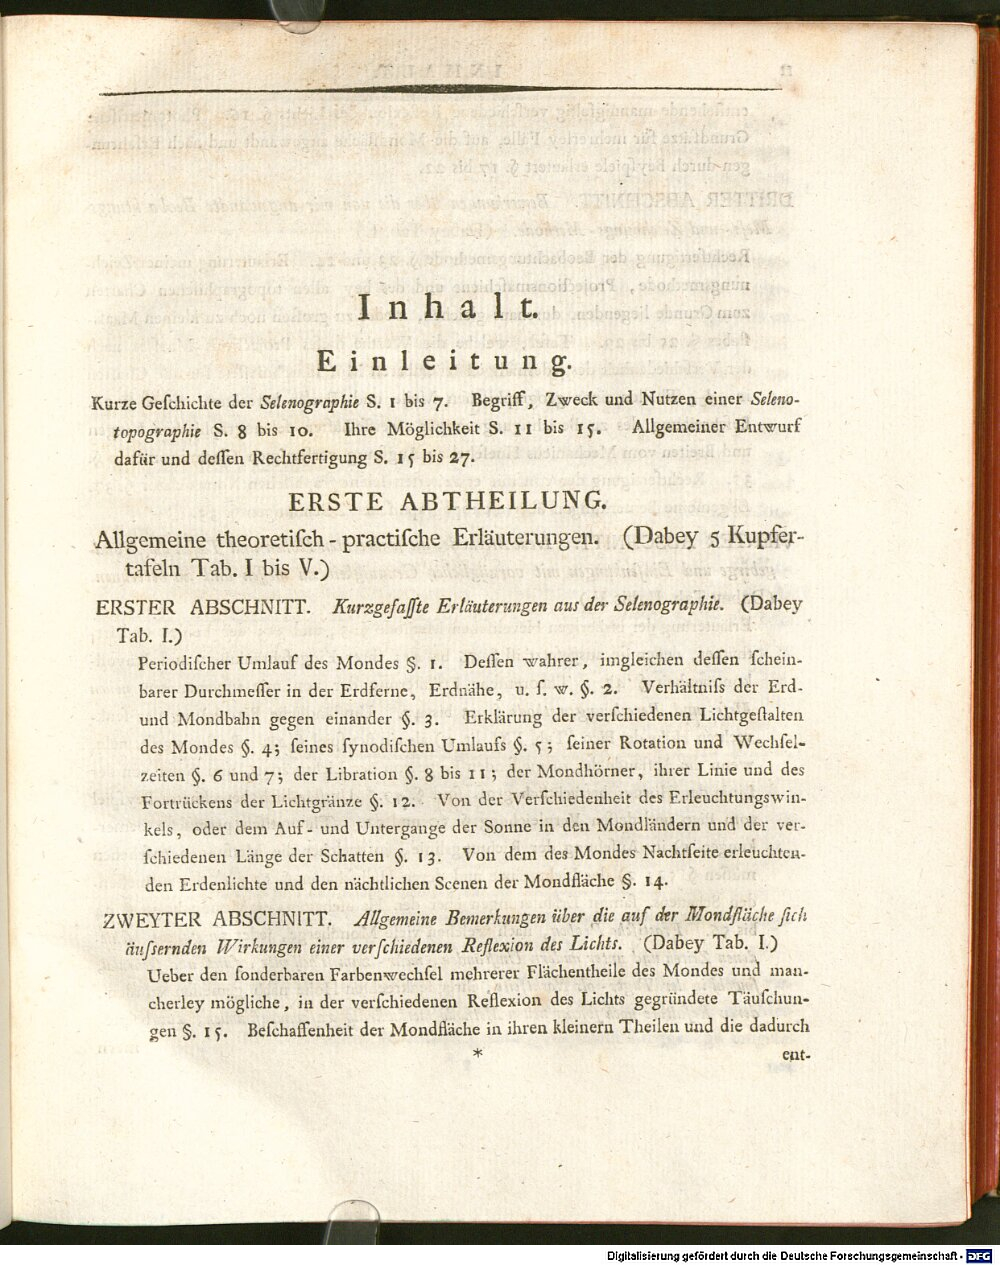 Inhalt.
Einleitung.
Kurze Geſchichte der Selenographie S. 1 bis 7. Begriff, Zweck und Nutzen einer Seleno-
topographie S. 8 bis 10. Ihre Möglichkeit S. 11 bis 15. Allgemeiner Entwurf
dafür und deſſen Rechtfertigung S. 15 bis 27.
ERSTE ABTHEILUNG.
Allgemeine theoretiſch-practiſche Erläuterungen. (Dabey 5 Kupfer-
tafeln Tab. I bis V.)
ERSTER ABSCHNITT. Kurzgefaſſte Erläuterungen aus der Selenographie. (Dabey
Tab. I.)
Periodiſcher Umlauf des Mondes §. 1. Deſſen wahrer, imgleichen deſſen ſchein-
barer Durchmeſſer in der Erdferne, Erdnähe, u. ſ. w. §. 2. Verhältniſs der Erd-
und Mondbahn gegen einander §. 3. Erklärung der verſchiedenen Lichtgeſtalten
des Mondes §. 4; ſeines ſynodiſchen Umlaufs §. 5; ſeiner Rotation und Wechſel-
zeiten §. 6 und 7; der Libration §. 8 bis 11; der Mondhörner, ihrer Linie und des
Fortrückens der Lichtgränze §. 12. Von der Verſchiedenheit des Erleuchtungswin-
kels, oder dem Auf- und Untergange der Sonne in den Mondländern und der ver-
ſchiedenen Länge der Schatten §. 13. Von dem des Mondes Nachtſeite erleuchten-
den Erdenlichte und den nächtlichen Scenen der Mondfläche §. 14.
ZWEYTER ABSCHNITT. Allgemeine Bemerkungen über die auf der Mondfläche ſich
äuſsernden Wirkungen einer verſchiedenen Reflexion des Lichts. (Dabey Tab. I.)
Ueber den ſonderbaren Farbenwechſel mehrerer Flächentheile des Mondes und man-
cherley mögliche, in der verſchiedenen Reflexion des Lichts gegründete Täuſchun-
gen §. 15. Beſchaffenheit der Mondfläche in ihren kleinern Theilen und die dadurch
* ent-
Digitalisierung gefördert durch die Deutsche Forschungsgemeinschaft - DFG